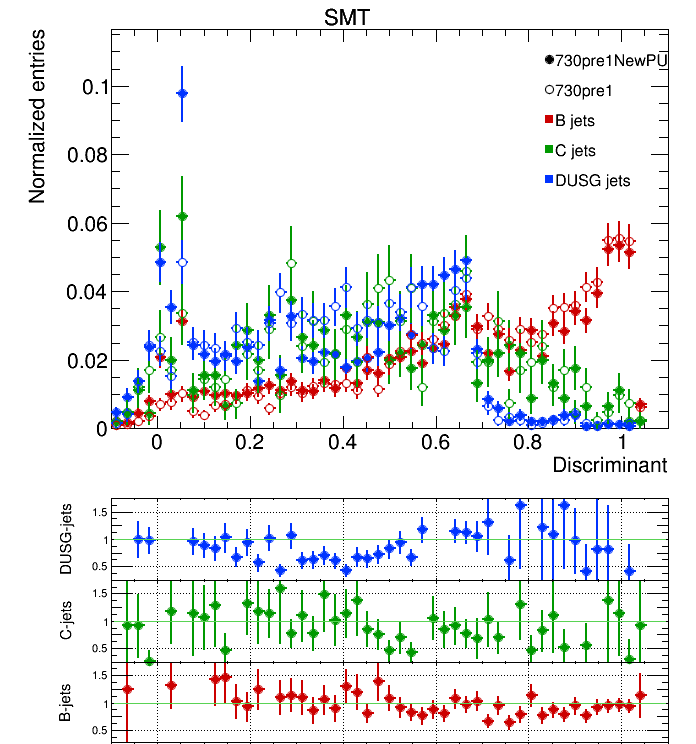 SMT
Normalized entries
0.1
0.08
0.06
0.04
0.02
0
730pre1NewPU
730pre1
B jets
C jets
DUSG jets
0 0.2 0.4 0.6 0.8 1
Discriminant
DUSG-jets
1.5
1
0.5
C-jets
1.5
1
0.5
B-jets
1.5
1
0.5